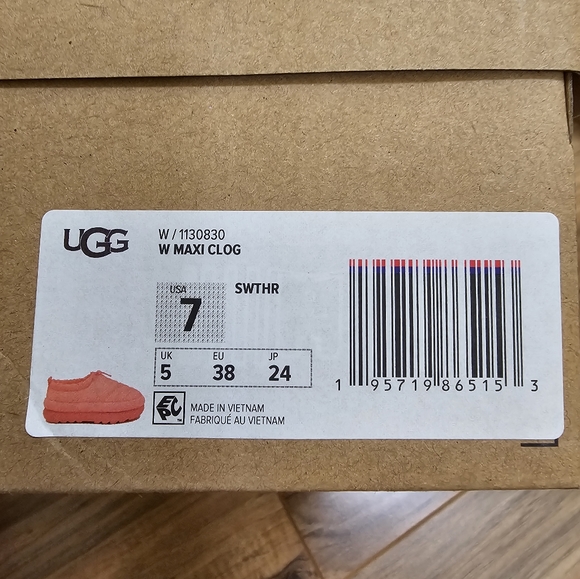 UGG
W / 1130830
W MAXI CLOG
USA
7
SWTHR
UK EU JP
5 38 24
MADE IN VIETNAM
FABRIQUÉ AU VIETNAM
1 95719 86515 3